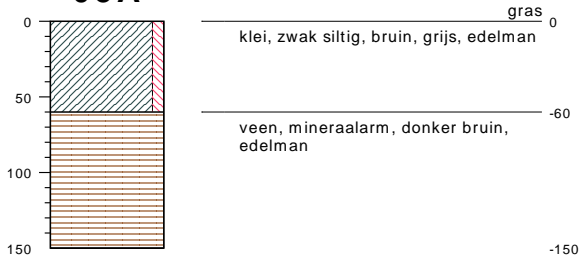 gras
0 0
klei, zwak siltig, bruin, grijs, edelman
50
-60
veen, mineraalarm, donker bruin,
edelman
100
150 -150